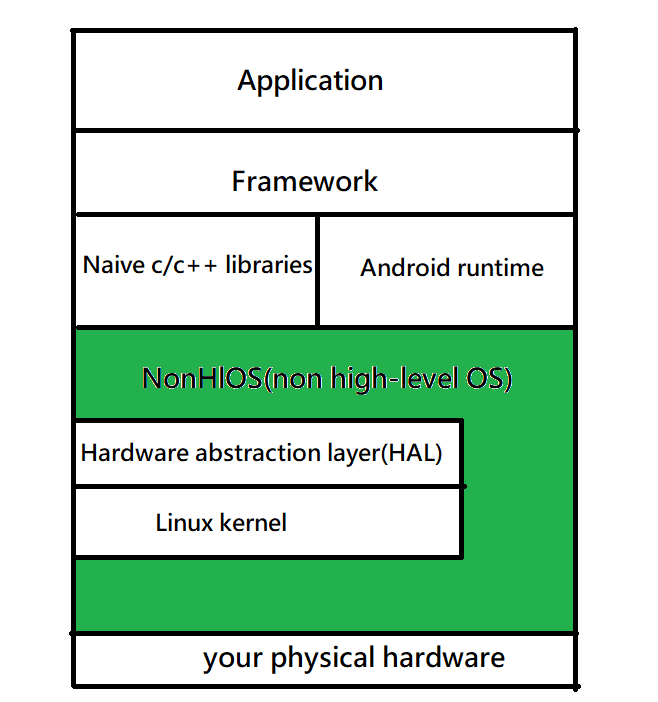 Application
Framework
Naive c/c++ libraries
Android runtime
NonHlOS(non high-level OS)
Hardware abstraction layer(HAL)
Linux kernel
your physical hardware